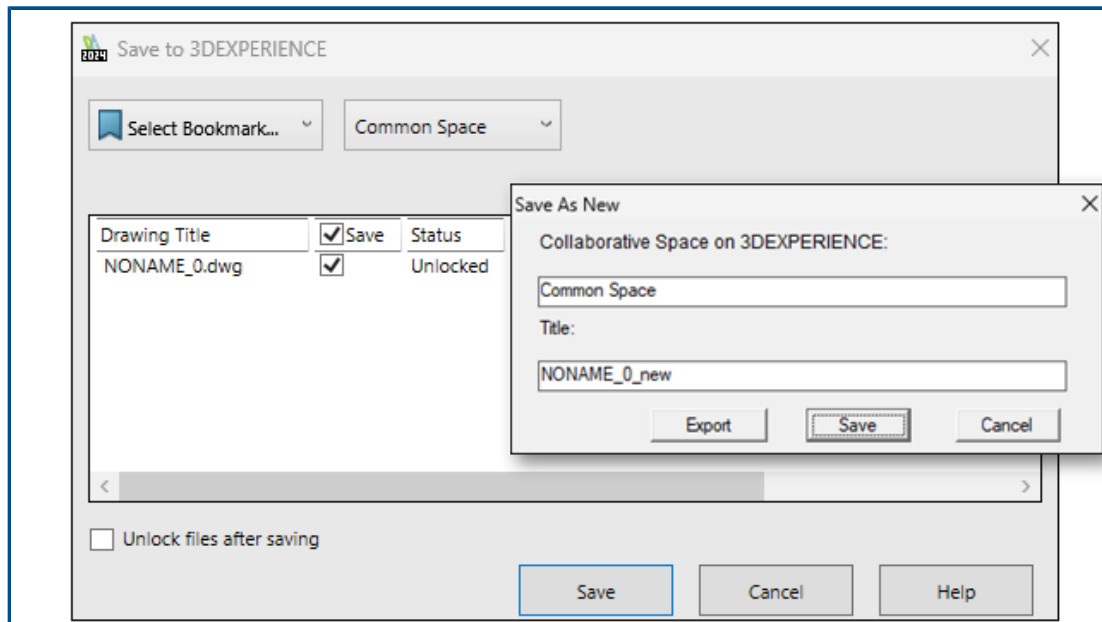 2024 Save to 3DEXPERIENCE
Select Bookmark... Common Space
Save As New
Collaborative Space on 3DEXPERIENCE:
Common Space
Title:
NONAME_0_new
Export Save Cancel
Drawing Title Save Status
NONAME_0.dwg Unlocked
Unlock files after saving
Save Cancel Help